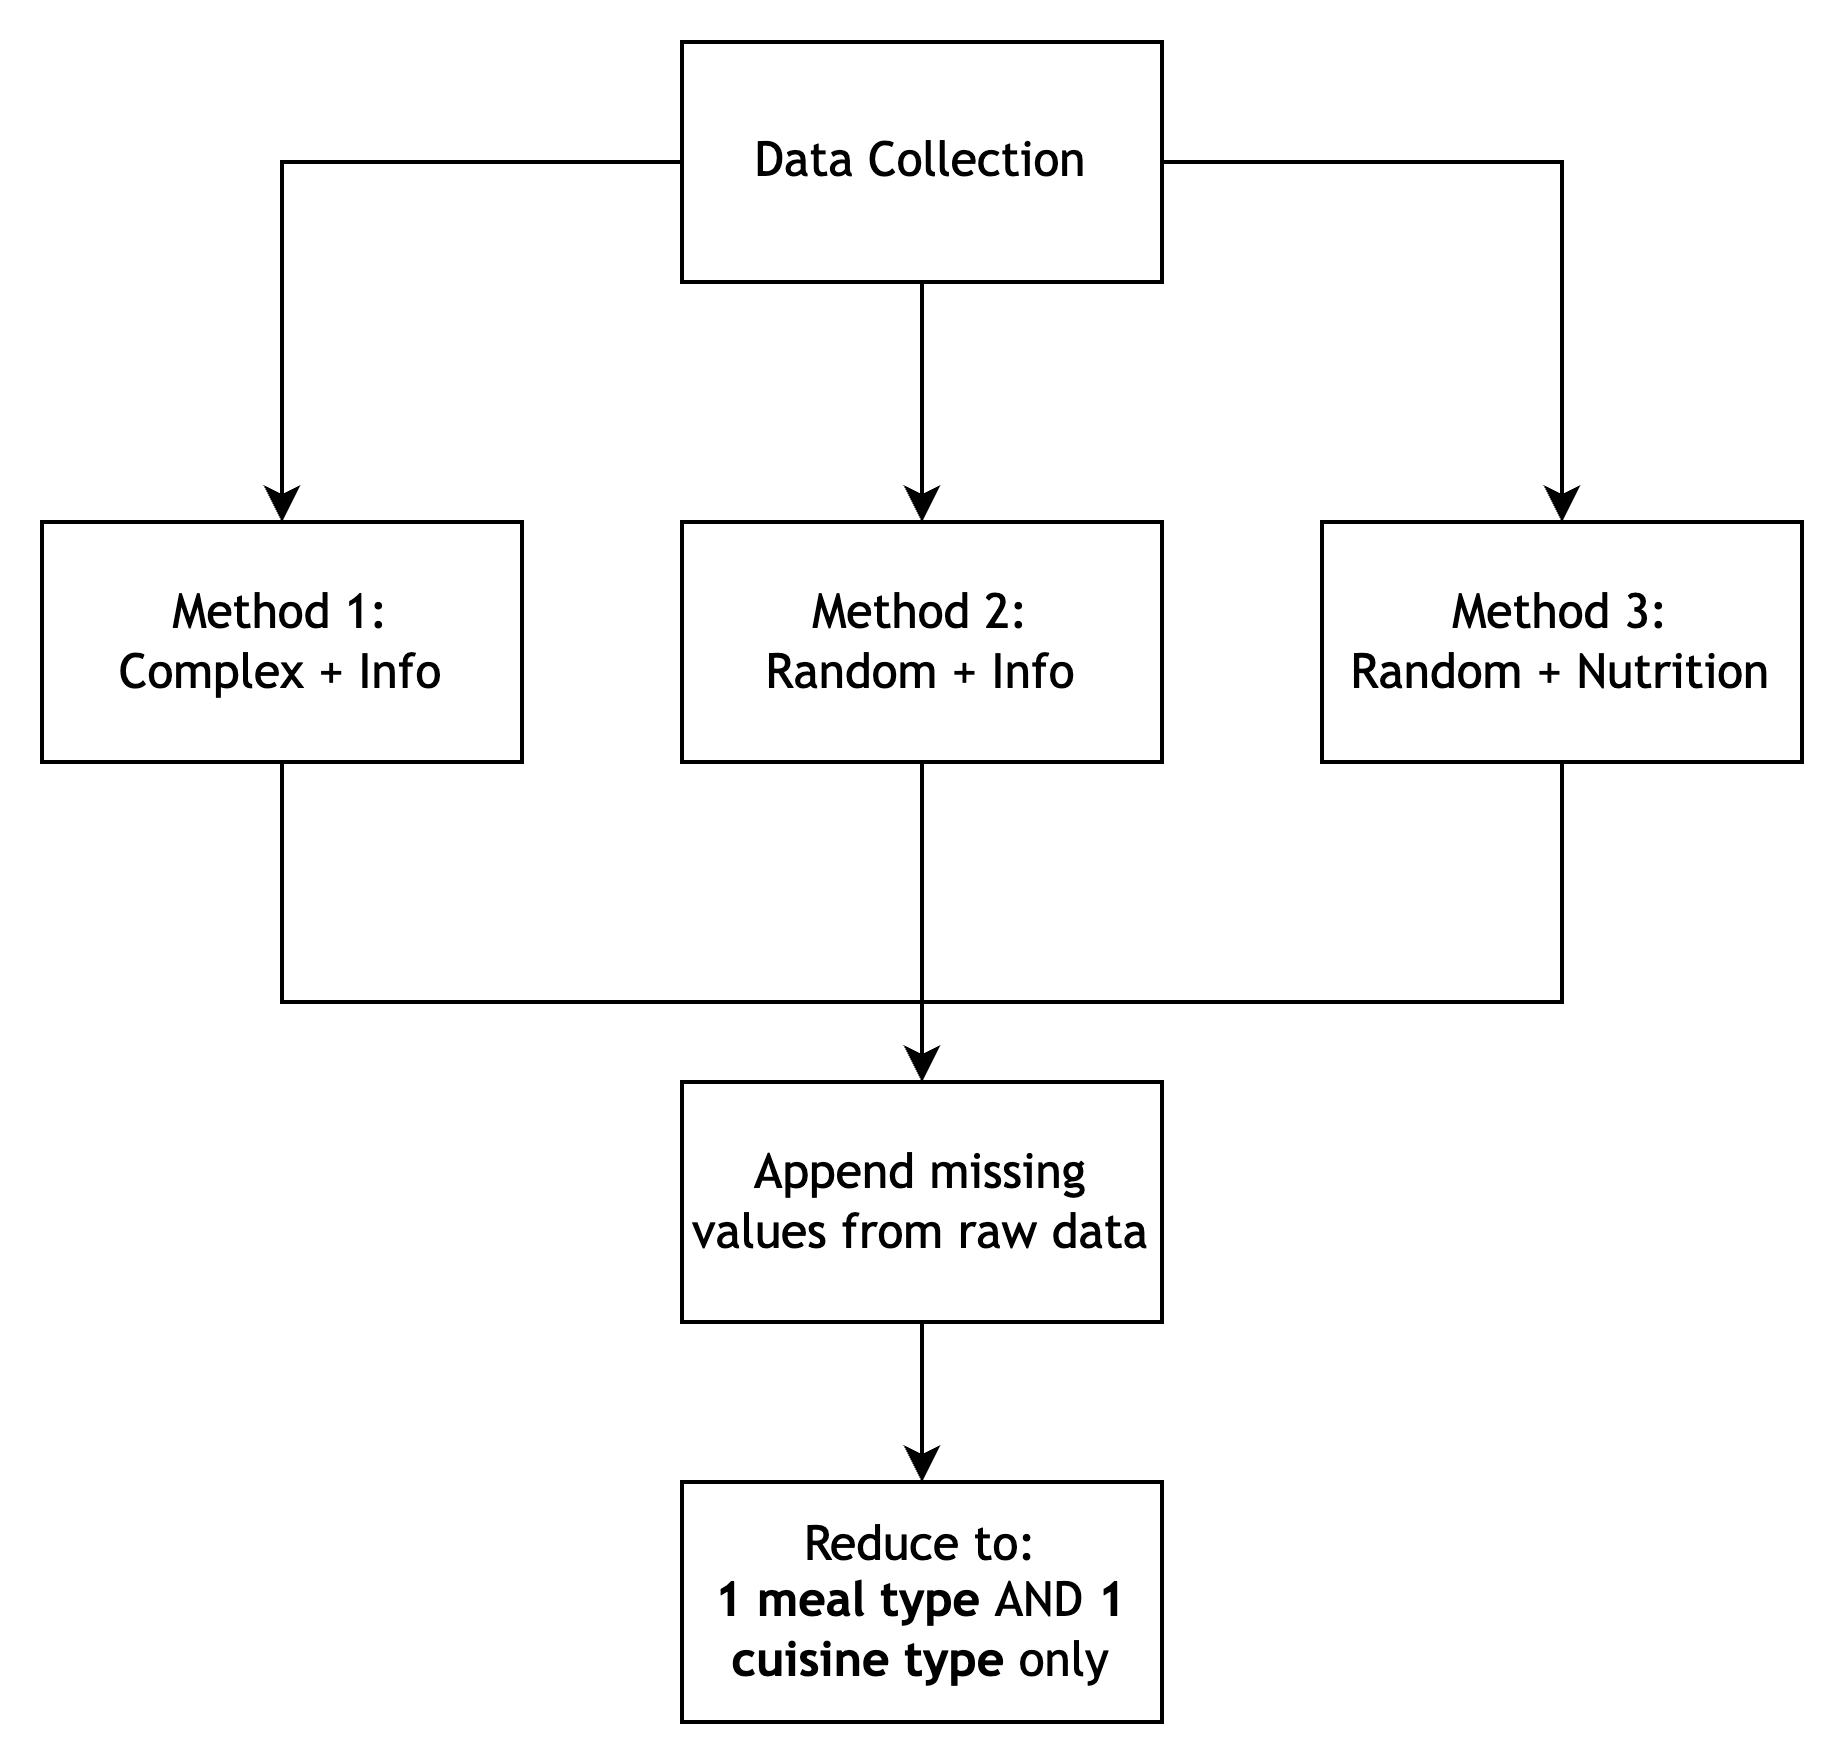 Data Collection
Method 1:
Complex + Info
Method 2:
Random + Info
Method 3:
Random + Nutrition
Append missing
values from raw data
Reduce to:
1 meal type AND 1
cuisine type only